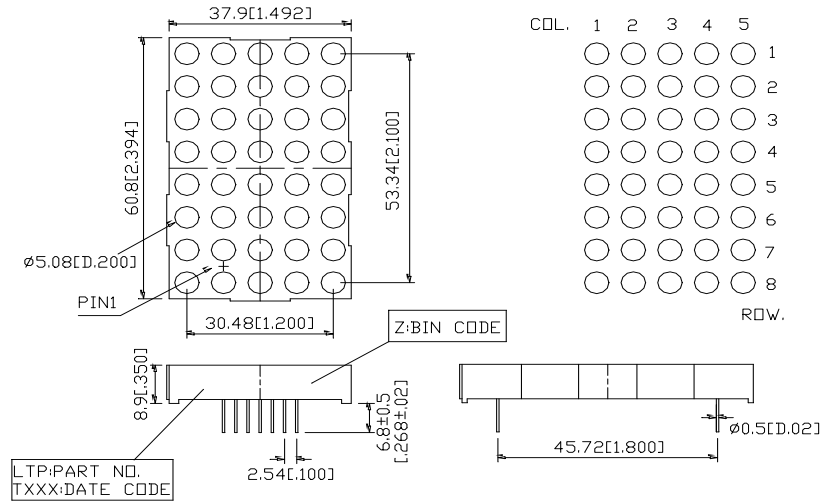 37.9[1.492]
COL. 1 2 3 4 5
1
2
3
4
5
6
7
8
ROW.
60.8[2.394]
53.34[2.100]
Ø5.08[D.200]
PIN1
30.48[1.200]
Z:BIN CODE
8.9[.350]
6.8±0.5
[.268±.02]
2.54[.100]
LTP:PART NO.
TXXX:DATE CODE
Ø0.5[D.02]
45.72[1.800]